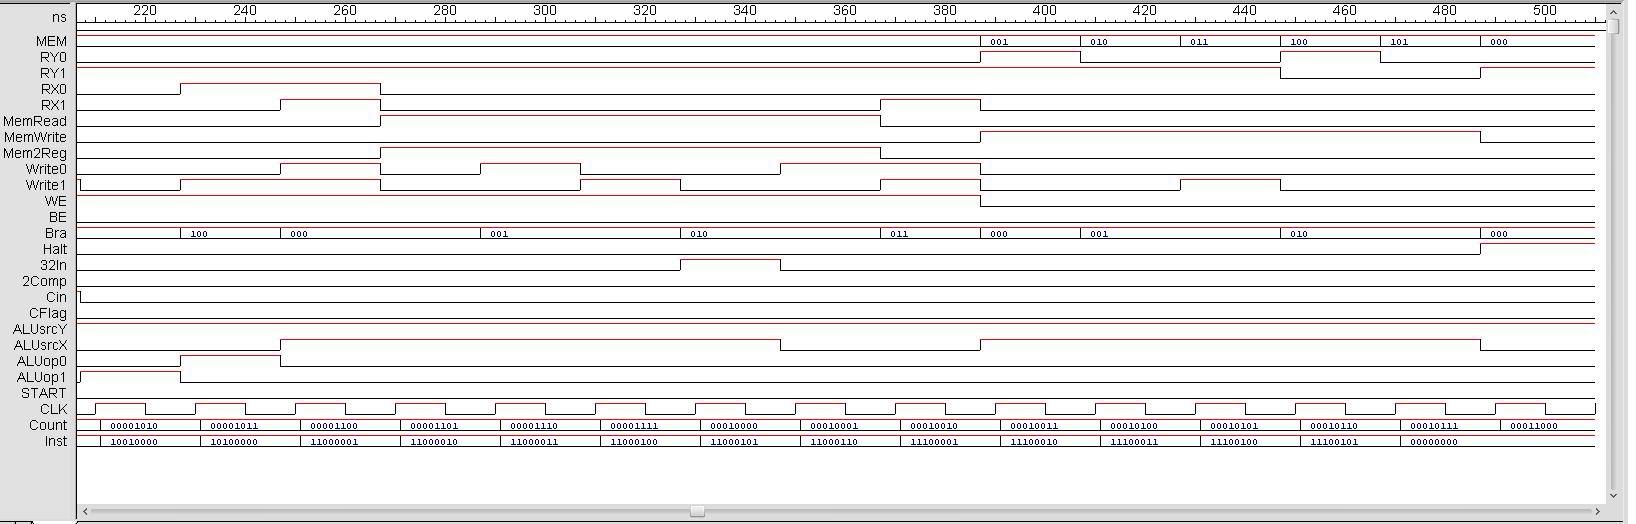 ns 220 240 260 280 300 320 340 360 380 400 420 440 460 480 500
MEM 001 010 011 100 101 000
RY0
RY1
RX0
RX1
MemRead
MemWrite
Mem2Reg
Write0
Write1
WE
BE
Bra 100 000 001 010 011 000 001 010 000
Halt
32In
2Comp
Cin
CFlag
ALUsrcY
ALUsrcX
ALUop0
ALUop1
START
CLK
Count 00001010 00001011 00001100 00001101 00001110 00001111 00010000 00010001 00010010 00010011 00010100 00010101 00010110 00010111 00011000
Inst 10010000 10100000 11000001 11000010 11000011 11000100 11000101 11000110 11100001 11100010 11100011 11100100 11100101 00000000